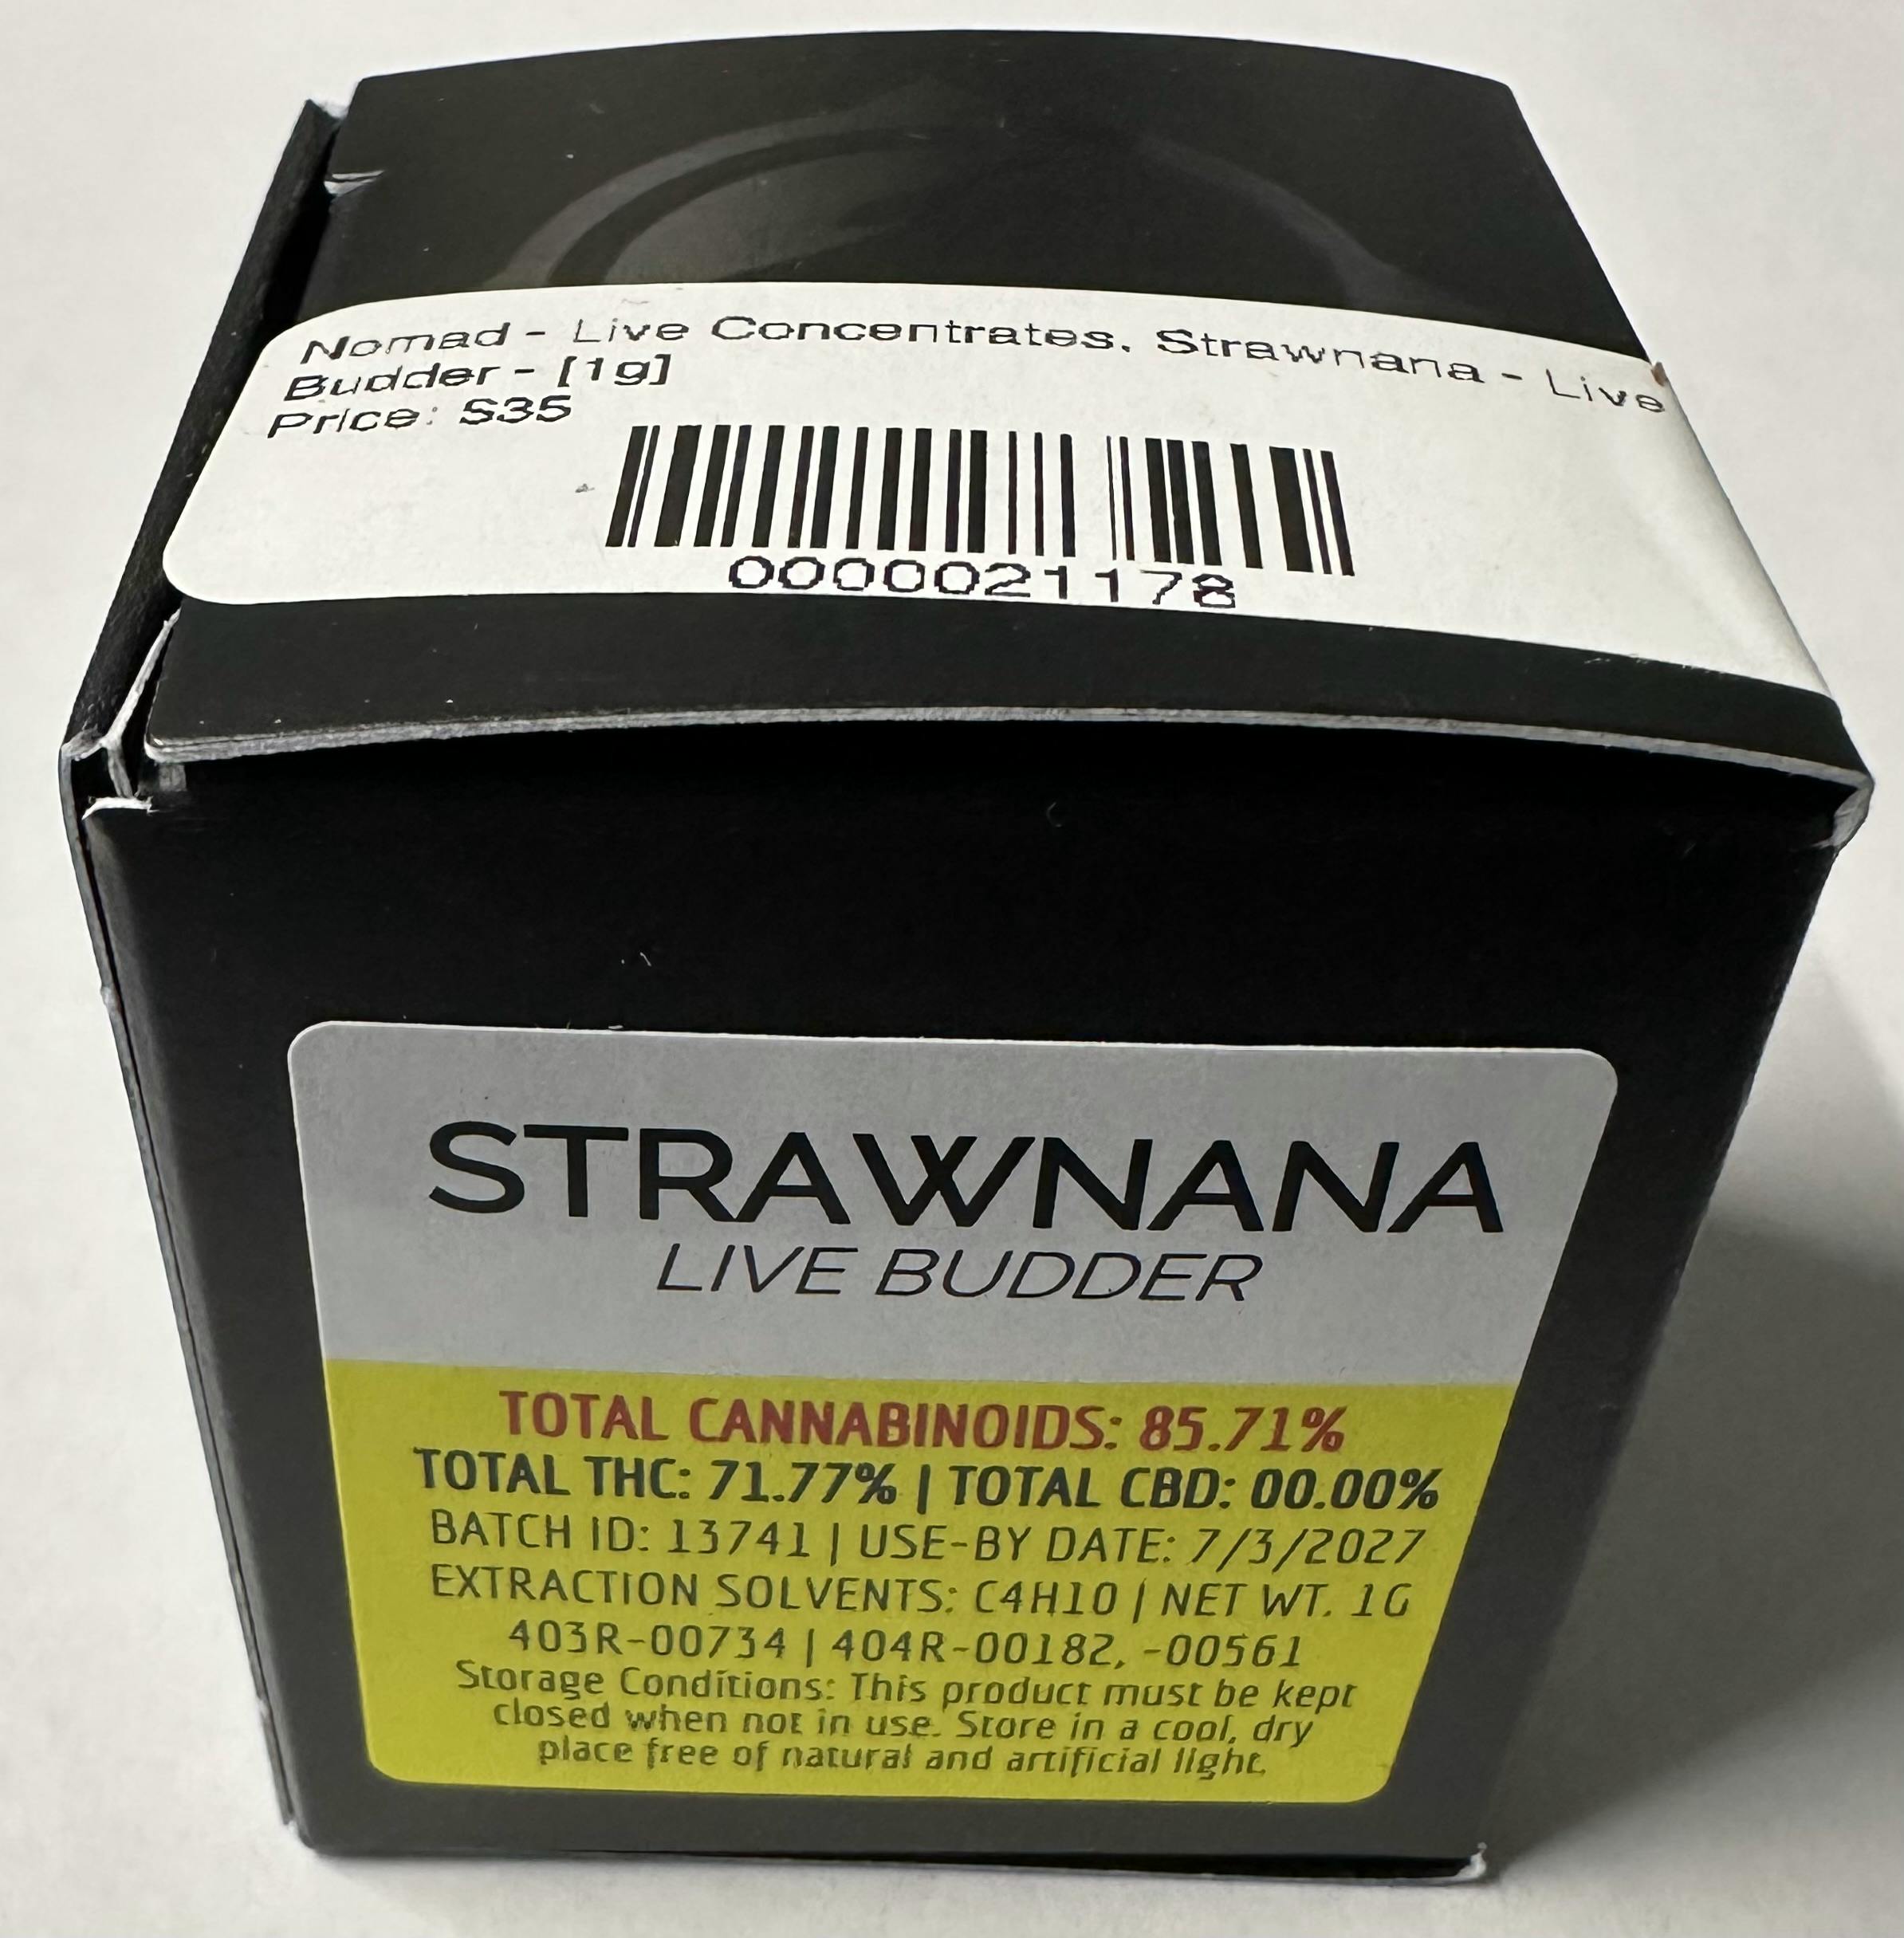 Nomad - Live Concentrates, Strawnana - Live
Budder - [1g]
Price: $35
0000021178
STRAWNANA
LIVE BUDDER
TOTAL CANNABINOIDS: 85.71%
TOTAL THC: 71.77% | TOTAL CBD: 00.00%
BATCH ID: 13741 | USE-BY DATE: 7/3/2027
EXTRACTION SOLVENTS: C4H10 | NET WT. 1G
403R-00734 | 404R-00182, -00561
Storage Conditions: This product must be kept
closed when not in use. Store in a cool, dry
place free of natural and artificial light.